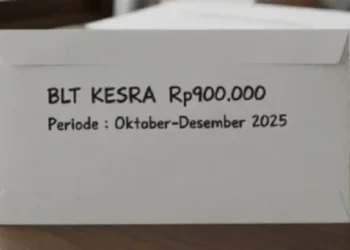 BLT KESRA Rp900.000
Periode : Oktober-Desember 2025